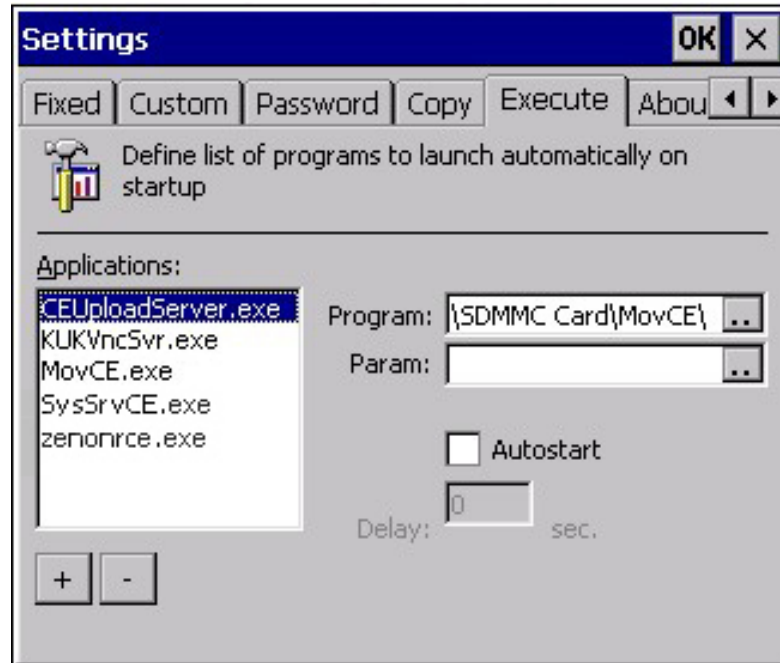 Settings OK ×
Fixed Custom Password Copy Execute Abou
Define list of programs to launch automatically on
startup
Applications:
CEUploadServer.exe
KUKVncSvr.exe
MovCE.exe
SysSrvCE.exe
zenonrce.exe
Program: \SDMMC Card\MovCE\ ..
Param: ..
Autostart
Delay: 0 sec.
+ -